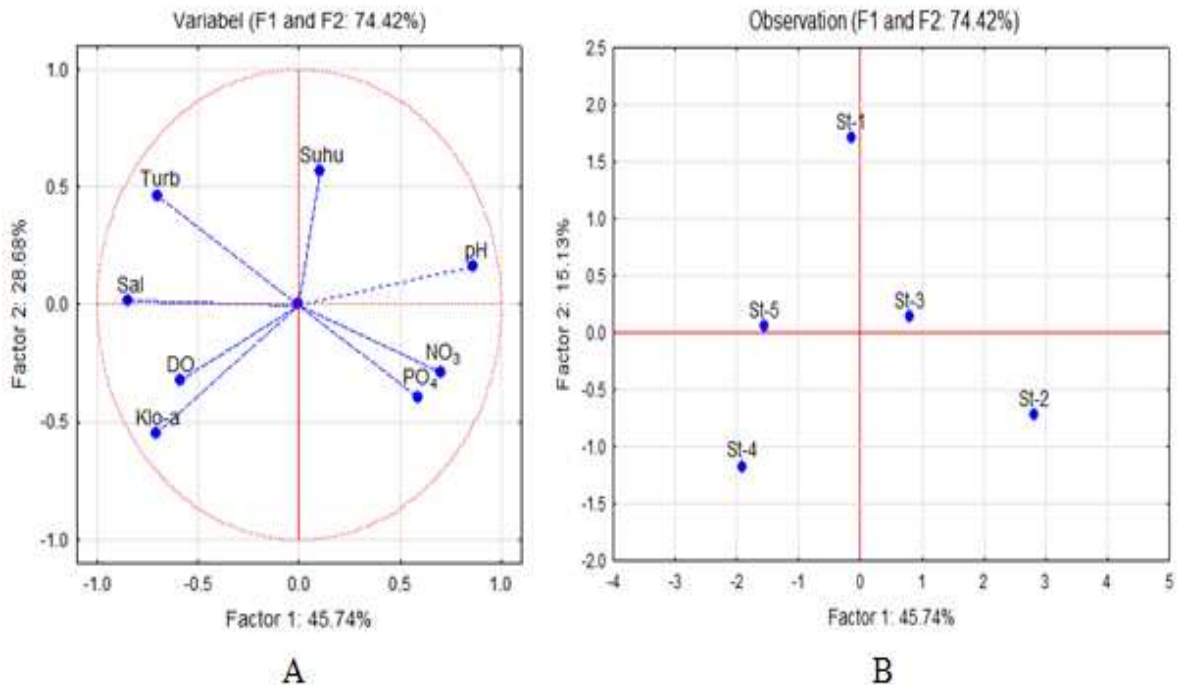 Variabel (F1 and F2: 74.42%)
1.0
0.5
0.0
-0.5
-1.0
Factor 2: 28.68%
Suhu
Turb
pH
Sal
DO
NO₃
PO₄
Klo-a
-1.0 -0.5 0.0 0.5 1.0
Factor 1: 45.74%
A
Observation (F1 and F2: 74.42%)
2.5
2.0
1.5
1.0
0.5
0.0
-0.5
-1.0
-1.5
-2.0
Factor 2: 15.13%
St-1
St-3
St-5
St-2
St-4
-4 -3 -2 -1 0 1 2 3 4 5
Factor 1: 45.74%
B